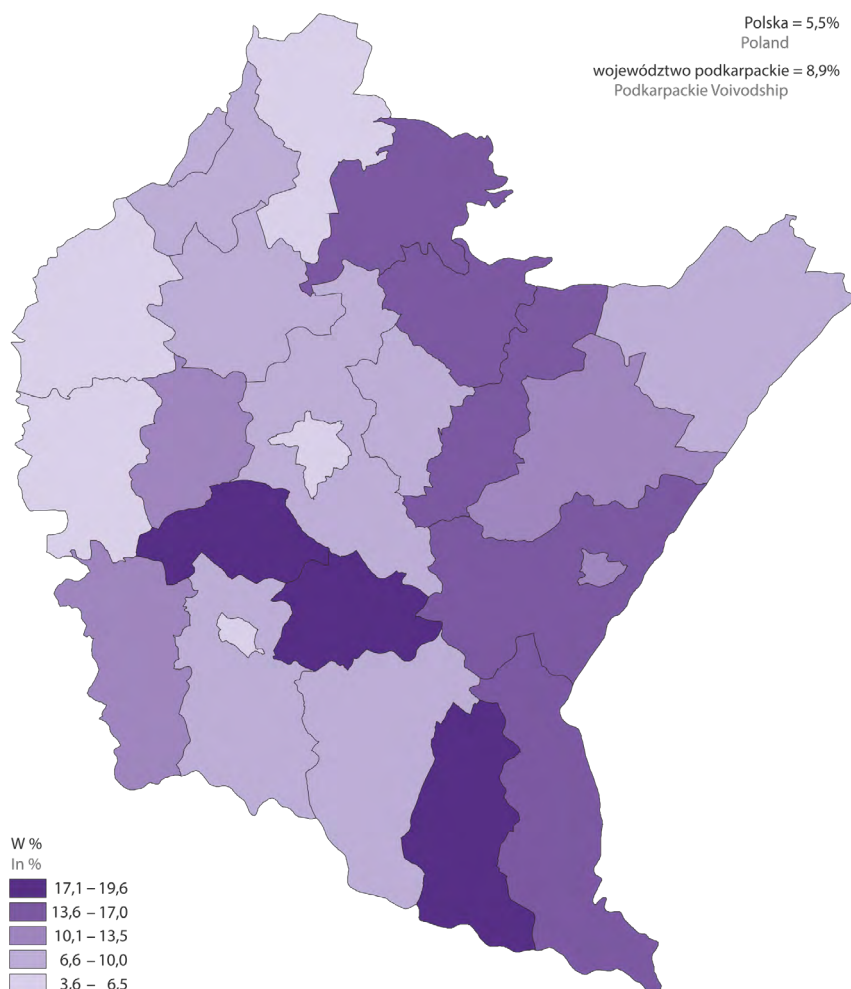 Polska = 5,5%
Poland
województwo podkarpackie = 8,9%
Podkarpackie Voivodship
W %
In %
17,1 – 19,6
13,6 – 17,0
10,1 – 13,5
6,6 – 10,0
3,6 – 6,5